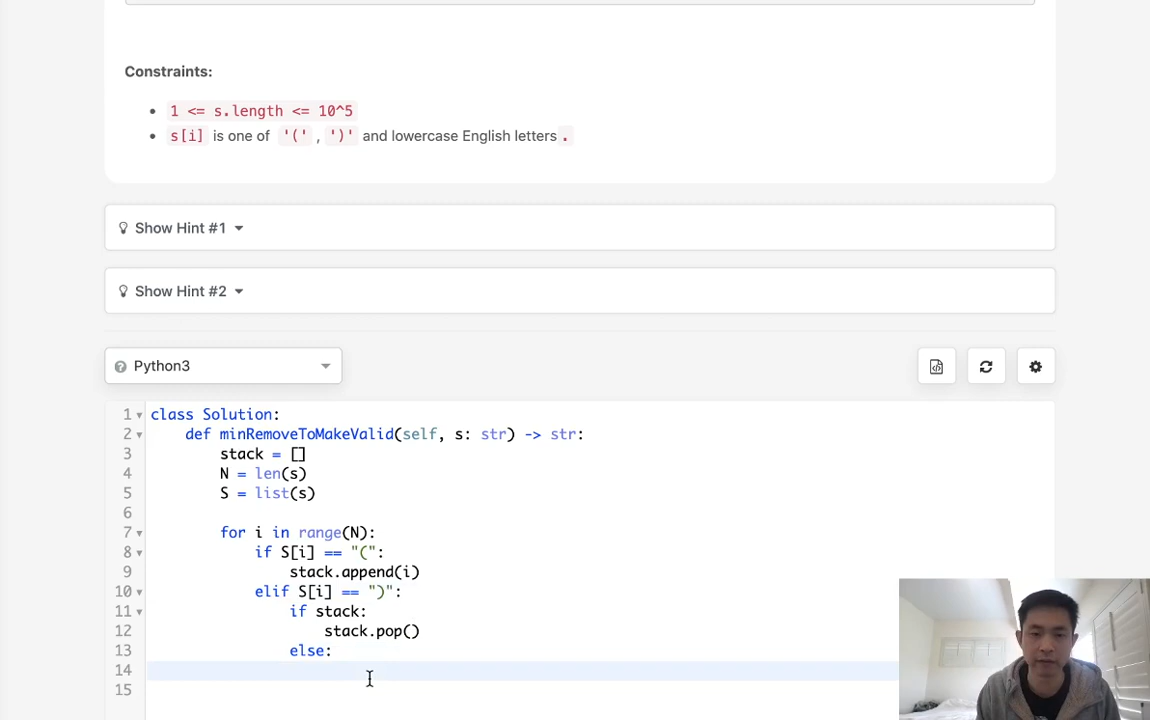 Constraints:
1 <= s.length <= 10^5
s[i] is one of '(' , ')' and lowercase English letters .
Show Hint #1
Show Hint #2
Python3
1 class Solution:
2 def minRemoveToMakeValid(self, s: str) -> str:
3 stack = []
4 N = len(s)
5 S = list(s)
6
7 for i in range(N):
8 if S[i] == "(":
9 stack.append(i)
10 elif S[i] == ")":
11 if stack:
12 stack.pop()
13 else:
14
15